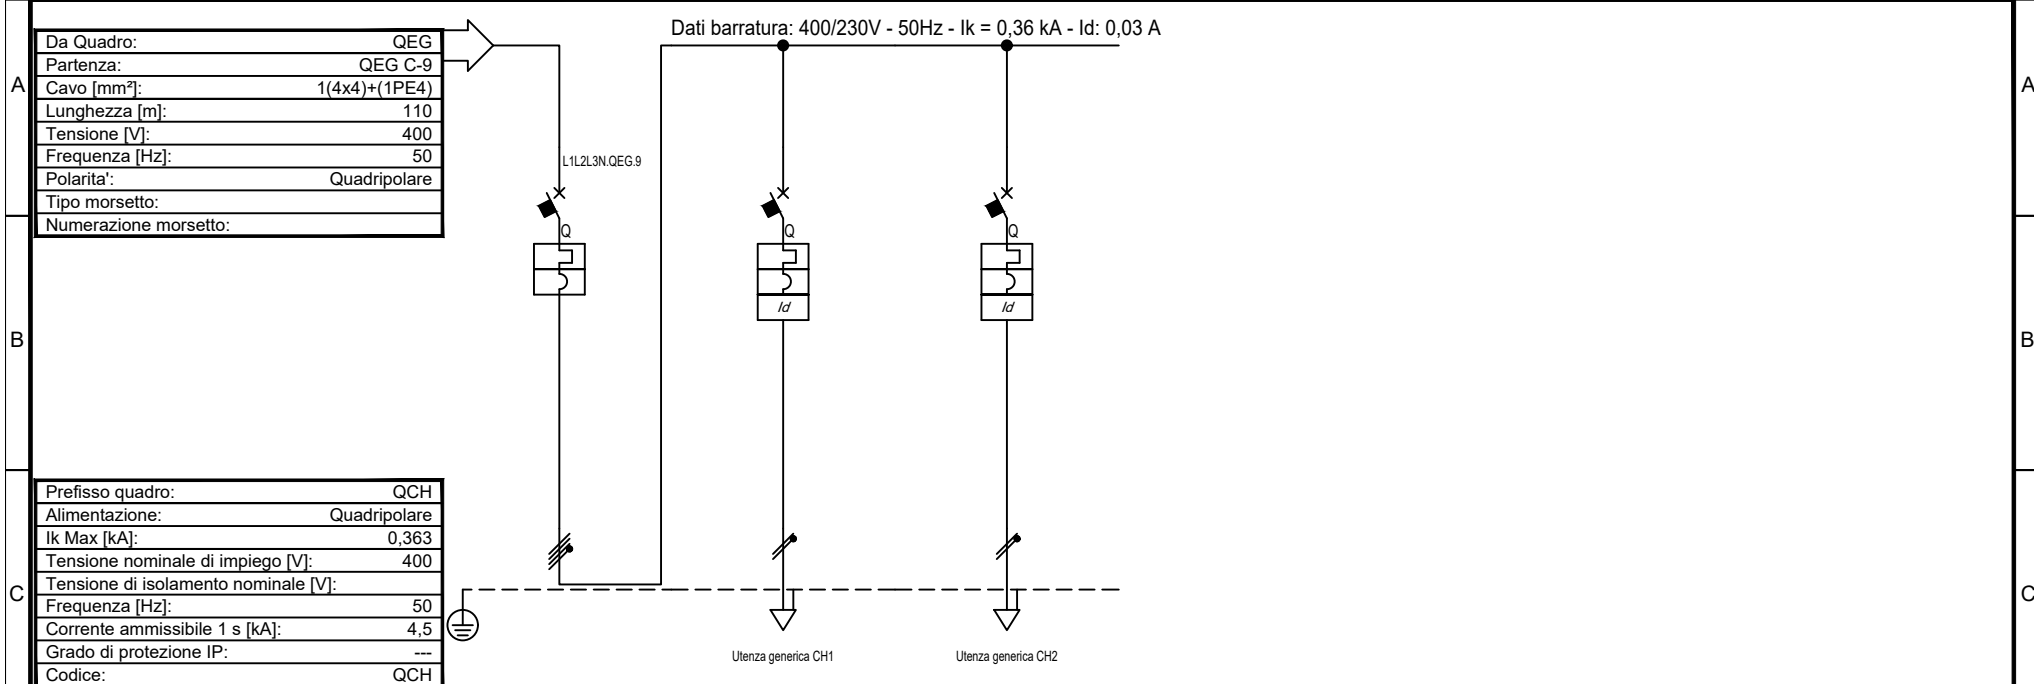 Dati barratura: 400/230V - 50Hz - Ik = 0,36 kA - Id: 0,03 A
Da Quadro: QEG
Partenza: QEG C-9
Cavo [mm²]: 1(4x4)+(1PE4)
Lunghezza [m]: 110
Tensione [V]: 400
Frequenza [Hz]: 50
Polarita': Quadripolare
Tipo morsetto:
Numerazione morsetto:
A
A
L1L2L3N.QEG.9
Q
Q
Q
Id
Id
B
B
Prefisso quadro: QCH
Alimentazione: Quadripolare
Ik Max [kA]: 0,363
Tensione nominale di impiego [V]: 400
Tensione di isolamento nominale [V]:
Frequenza [Hz]: 50
Corrente ammissibile 1 s [kA]: 4,5
Grado di protezione IP: ---
Codice: QCH
C
C
Utenza generica CH1
Utenza generica CH2